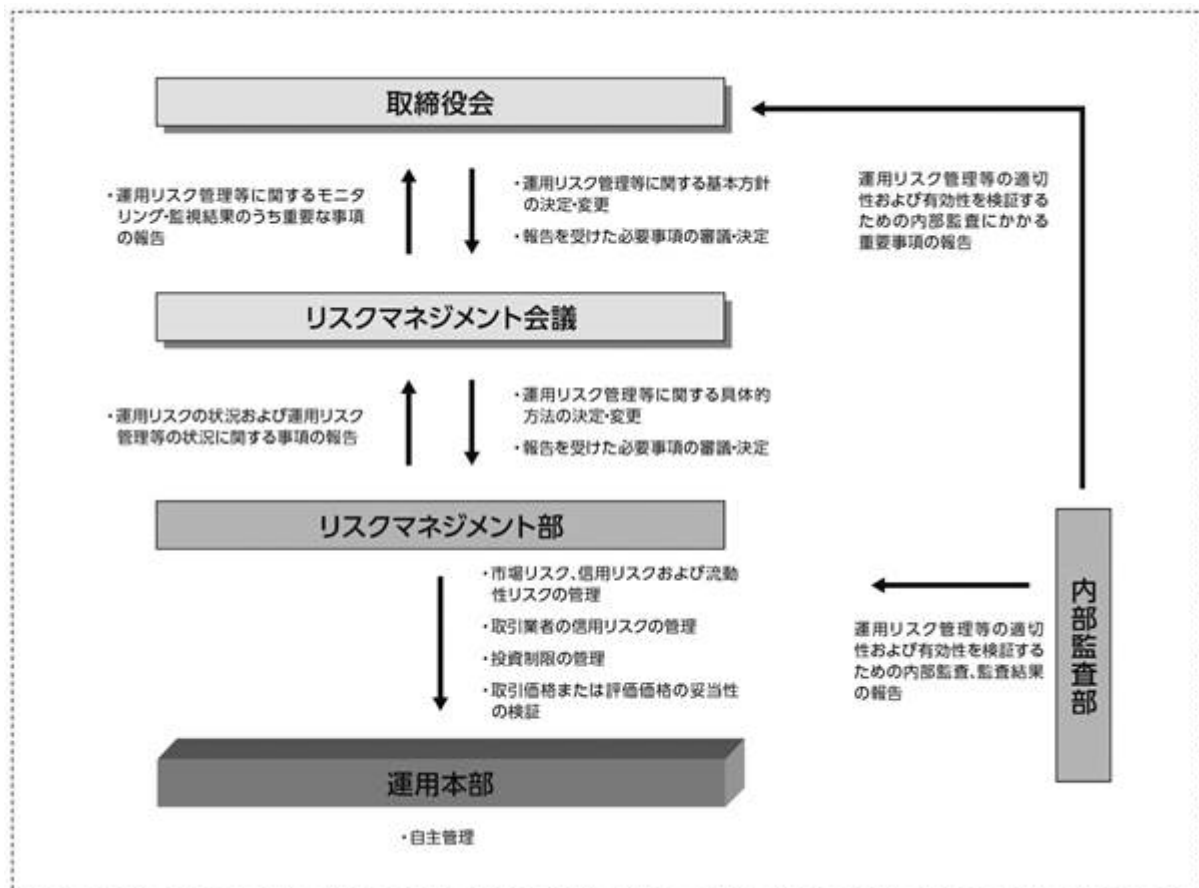 取締役会
・運用リスク管理等に関するモニタ
リング・監視結果のうち重要な事項
の報告
・運用リスク管理等に関する基本方針
の決定・変更
・報告を受けた必要事項の審議・決定
運用リスク管理等の適切
性および有効性を検証する
ための内部監査にかかる
重要事項の報告
リスクマネジメント会議
・運用リスクの状況および運用リスク
管理等の状況に関する事項の報告
・運用リスク管理等に関する具体的
方法の決定・変更
・報告を受けた必要事項の審議・決定
リスクマネジメント部
・市場リスク、信用リスクおよび流動
性リスクの管理
・取引業者の信用リスクの管理
・投資制限の管理
・取引価格または評価価格の妥当性
の検証
運用リスク管理等の適切
性および有効性を検証する
ための内部監査、監査結果
の報告
内部監査部
運用本部
・自主管理